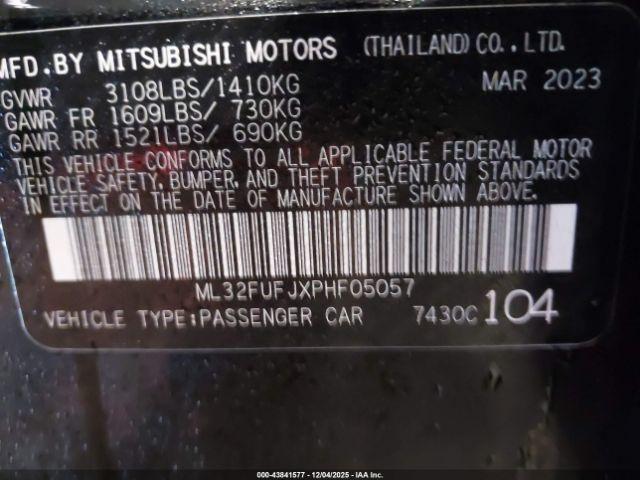 MFD. BY MITSUBISHI MOTORS (THAILAND) CO., LTD.
GVWR 3108LBS/1410KG MAR 2023
GAWR FR 1609LBS/ 730KG
GAWR RR 1521LBS/ 690KG
THIS VEHICLE CONFORMS TO ALL APPLICABLE FEDERAL MOTOR
VEHICLE SAFETY, BUMPER, AND THEFT PREVENTION STANDARDS
IN EFFECT ON THE DATE OF MANUFACTURE SHOWN ABOVE.
ML32FUFJXPHF05057
VEHICLE TYPE:PASSENGER CAR 7430C 104
000-43841577 - 12/04/2025 - IAA Inc.